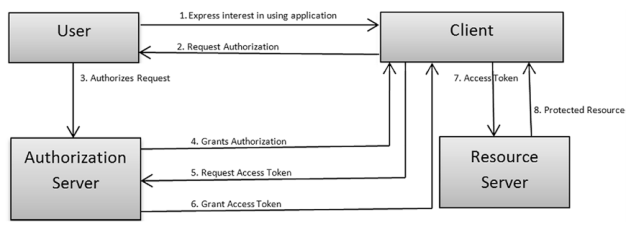 User
1. Express interest in using application
Client
2. Request Authorization
3. Authorizes Request
7. Access Token
8. Protected Resource
Authorization
Server
4. Grants Authorization
5. Request Access Token
6. Grant Access Token
Resource
Server